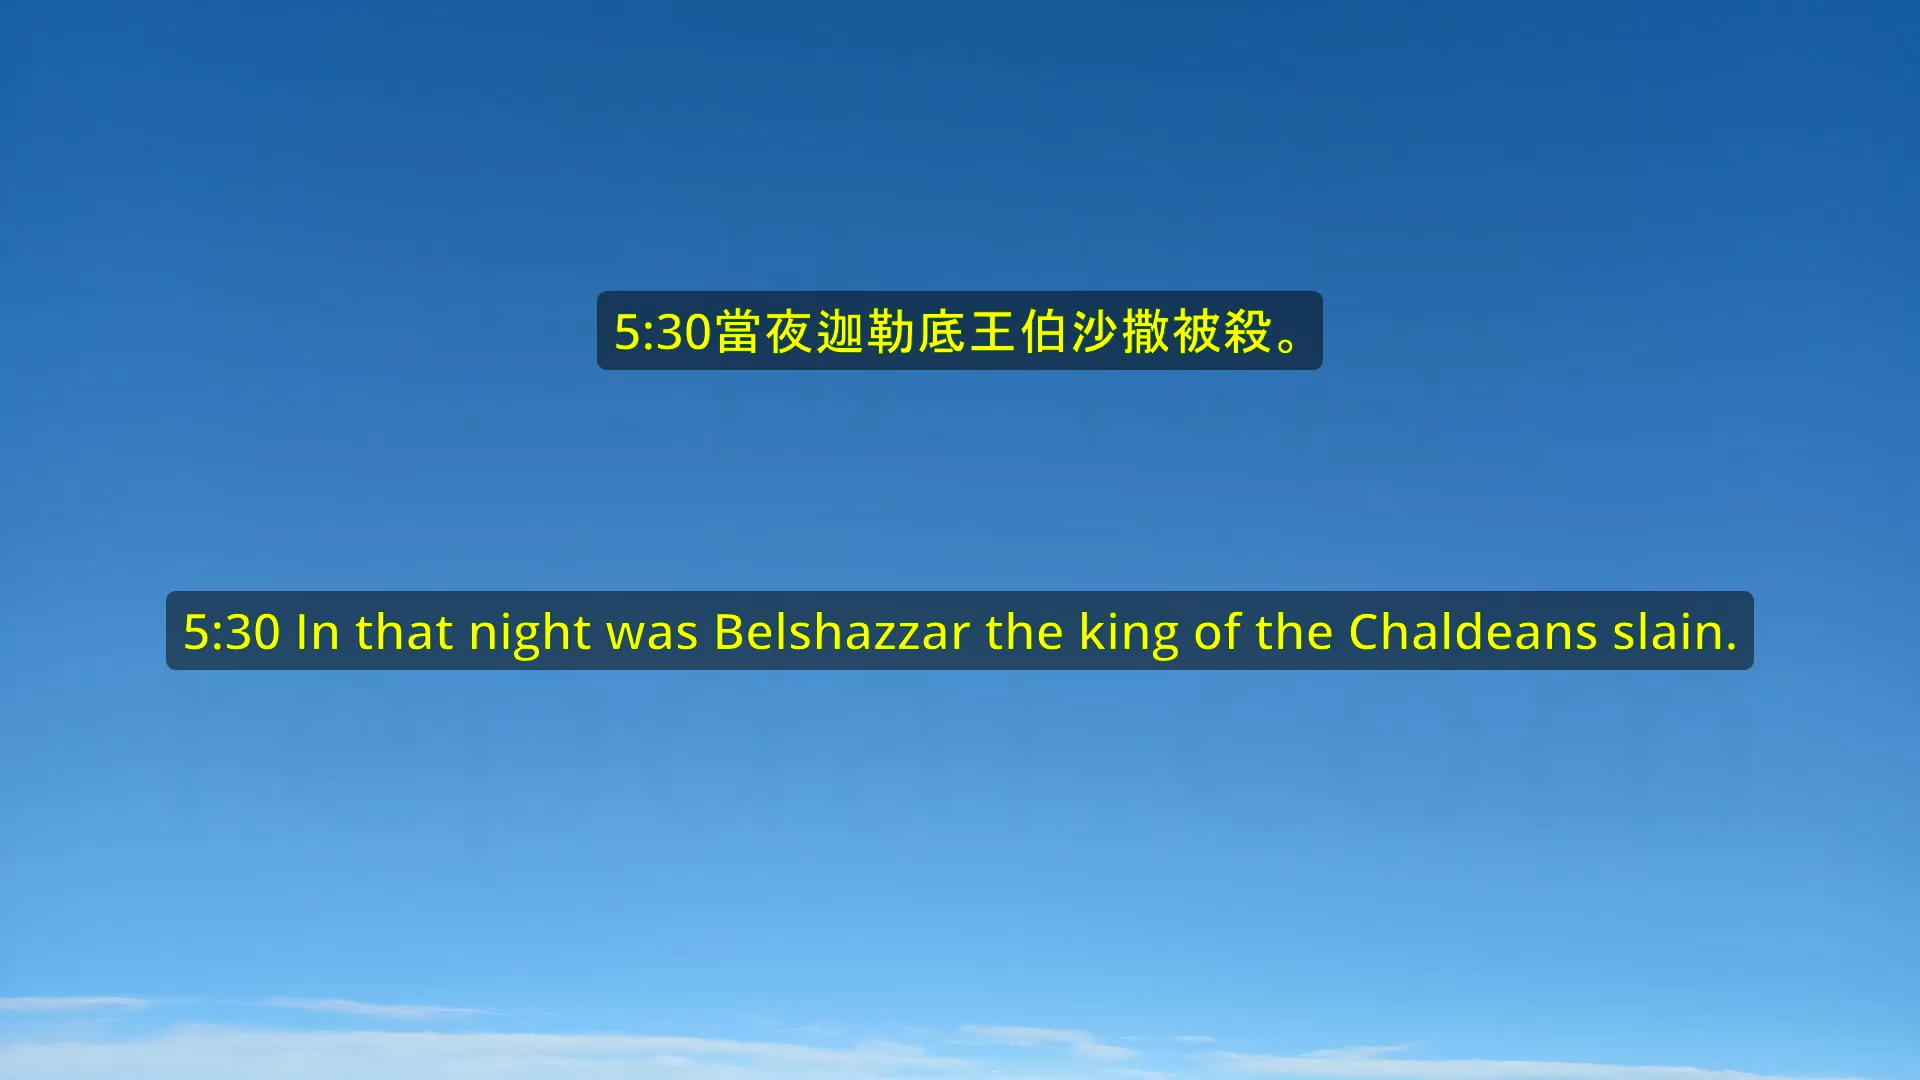 5:30當夜迦勒底王伯沙撒被殺。
5:30 In that night was Belshazzar the king of the Chaldeans slain.